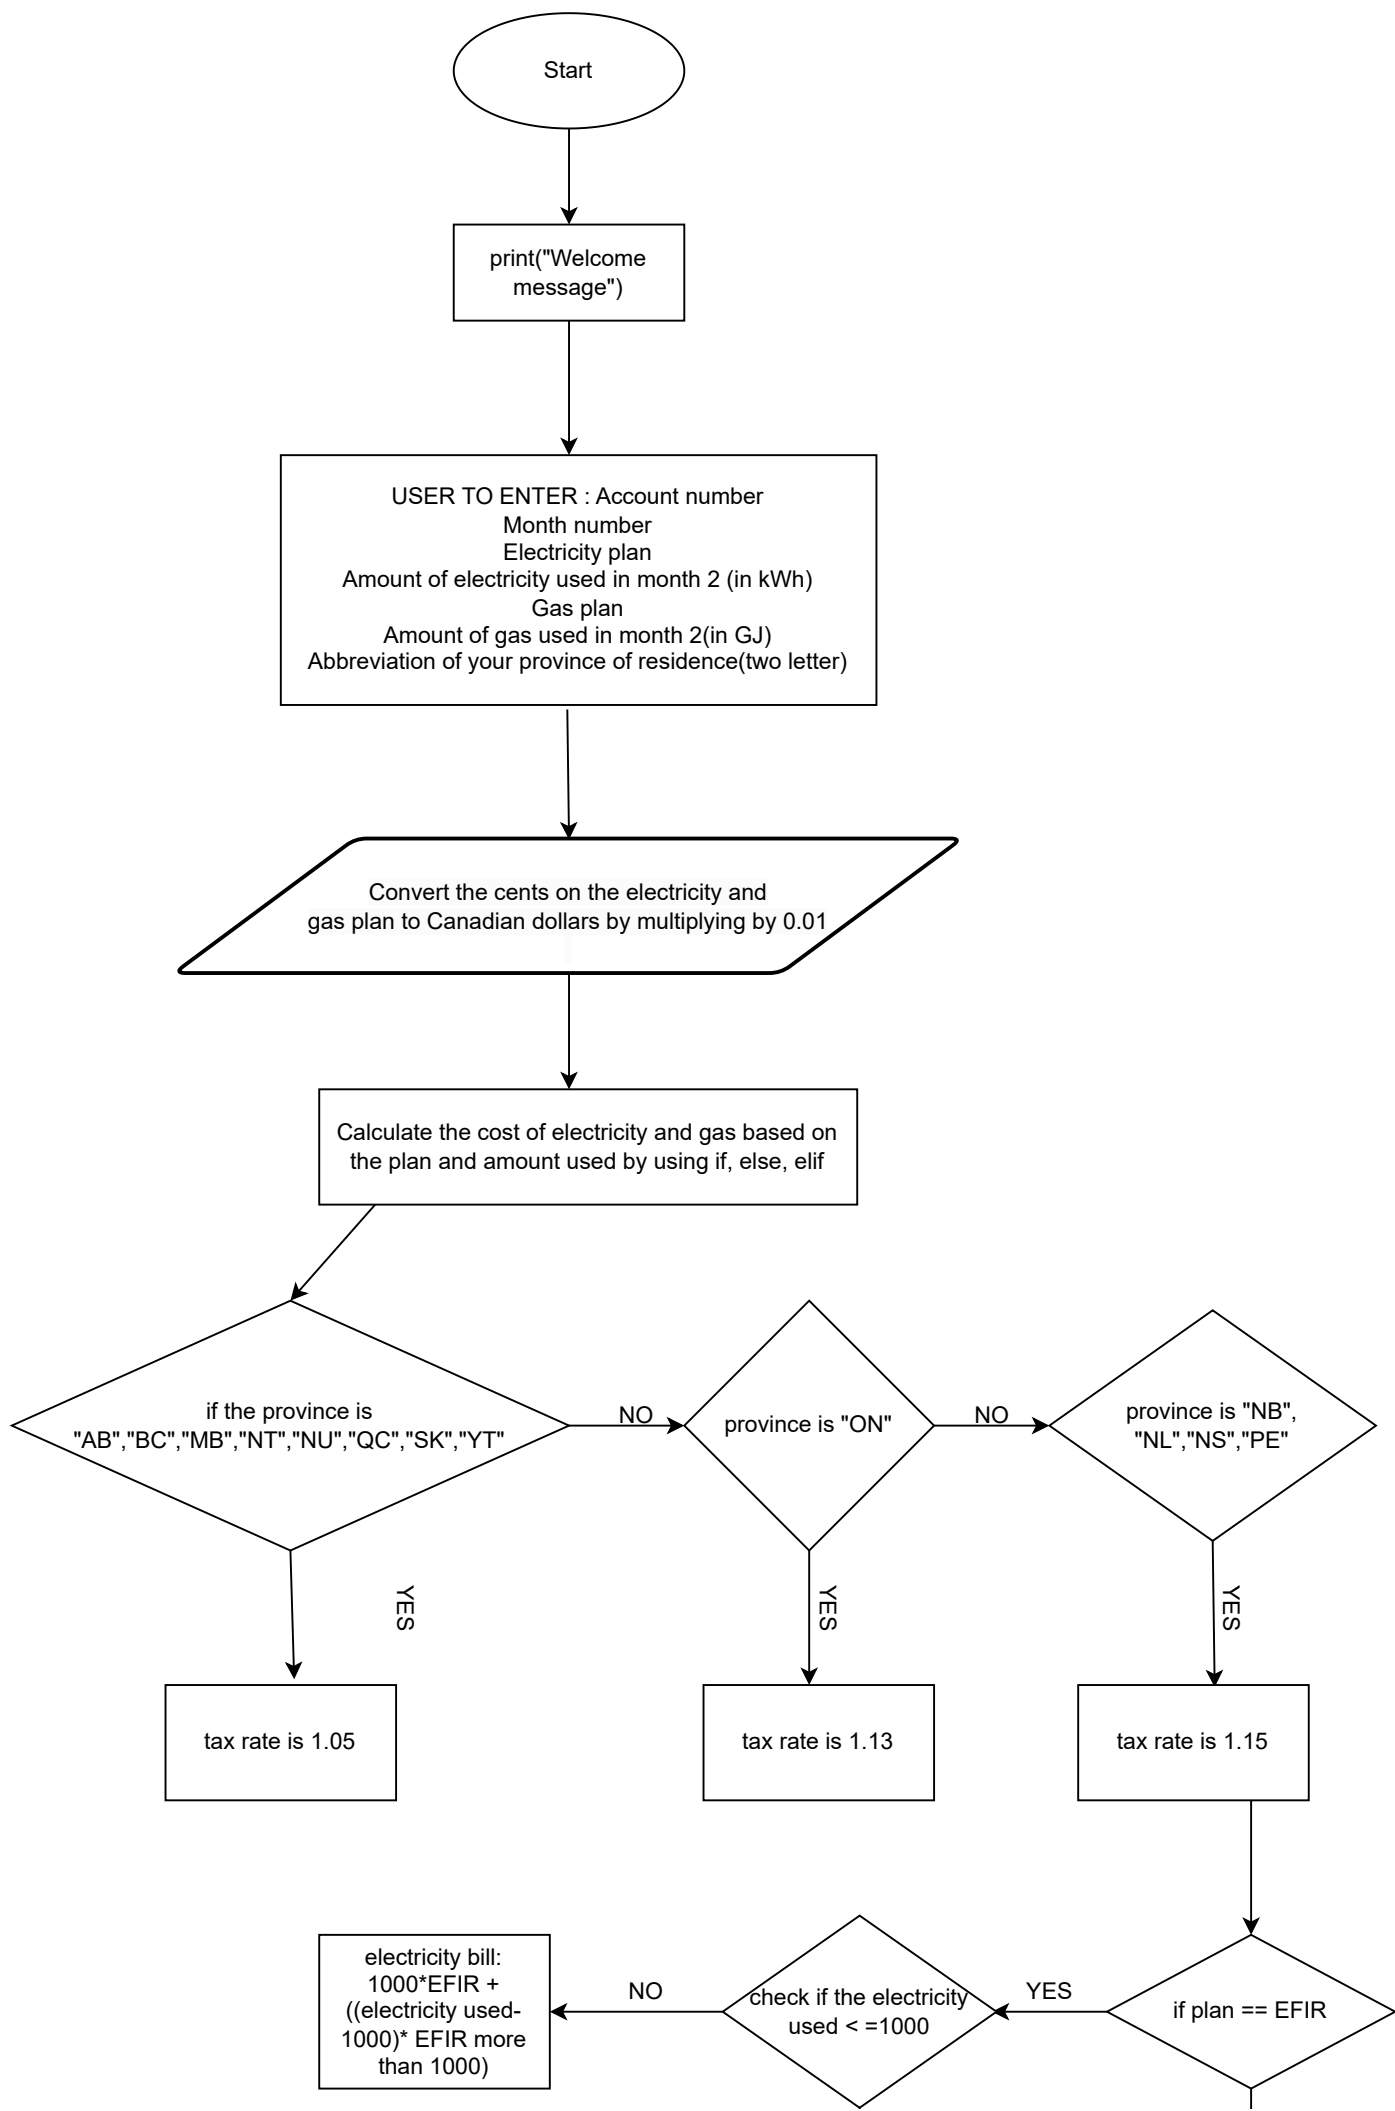 Start
print("Welcome
message")
USER TO ENTER : Account number
Month number
Electricity plan
Amount of electricity used in month 2 (in kWh)
Gas plan
Amount of gas used in month 2(in GJ)
Abbreviation of your province of residence(two letter)
Convert the cents on the electricity and
gas plan to Canadian dollars by multiplying by 0.01
Calculate the cost of electricity and gas based on
the plan and amount used by using if, else, elif
if the province is
"AB","BC","MB","NT","NU","QC","SK","YT"
NO
province is "ON"
NO
province is "NB",
"NL","NS","PE"
YES
YES
YES
tax rate is 1.05
tax rate is 1.13
tax rate is 1.15
electricity bill:
1000*EFIR +
((electricity used-
1000)* EFIR more
than 1000)
NO
check if the electricity
used < =1000
YES
if plan == EFIR